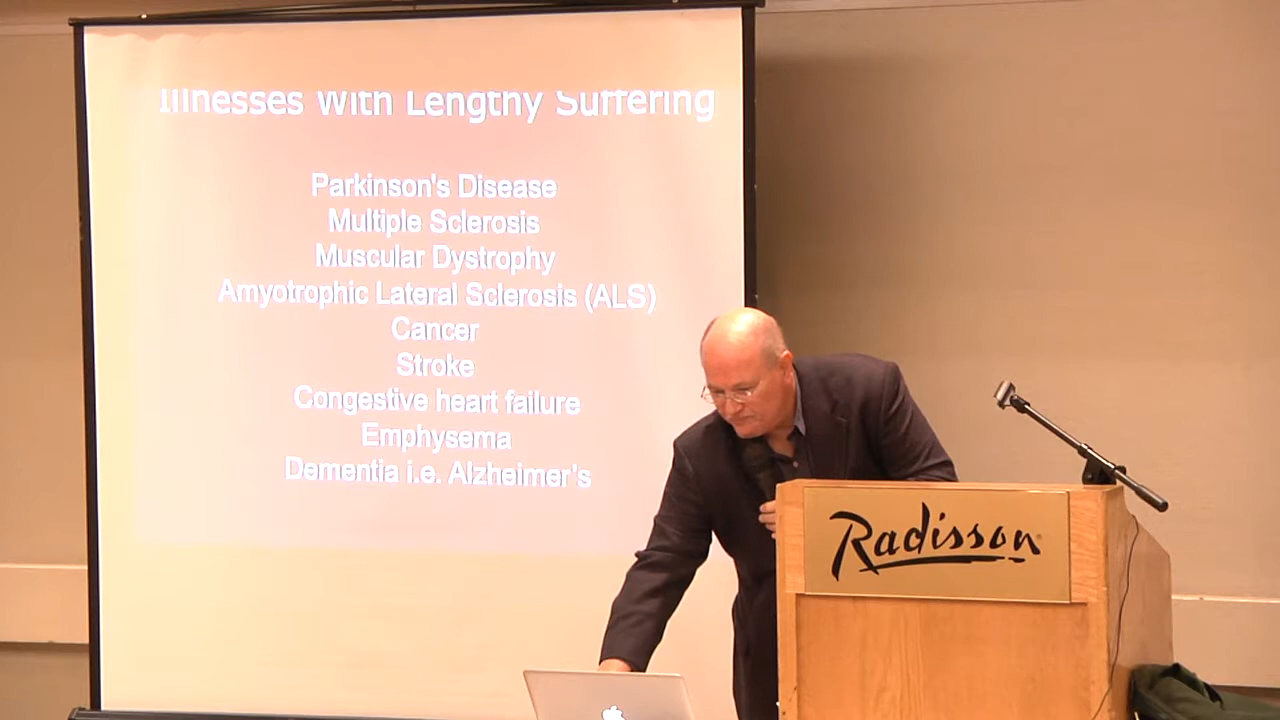 Illnesses With Lengthy Suffering
Parkinson's Disease
Multiple Sclerosis
Muscular Dystrophy
Amyotrophic Lateral Sclerosis (ALS)
Cancer
Stroke
Congestive heart failure
Emphysema
Dementia i.e. Alzheimer's
Radisson